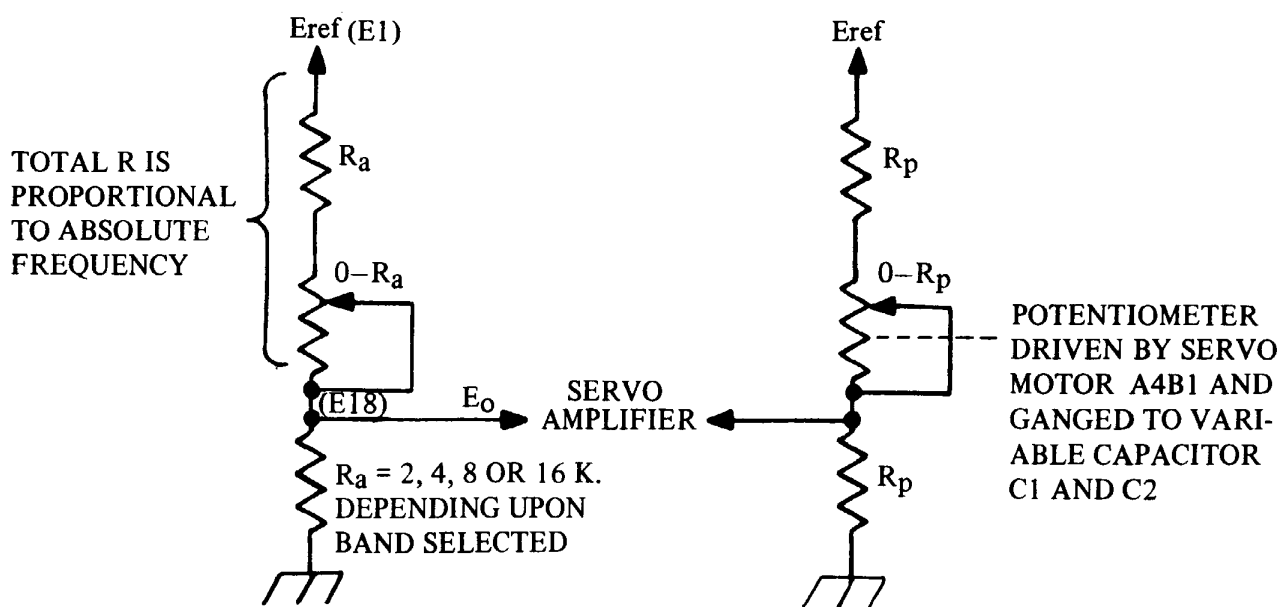 Eref (E1)
Eref
Ra
Rp
TOTAL R IS
PROPORTIONAL
TO ABSOLUTE
FREQUENCY
0–Ra
0–Rp
POTENTIOMETER
DRIVEN BY SERVO
MOTOR A4B1 AND
GANGED TO VARI-
ABLE CAPACITOR
C1 AND C2
(E18)
Eo
SERVO
AMPLIFIER
Ra = 2, 4, 8 OR 16 K.
DEPENDING UPON
BAND SELECTED
Rp